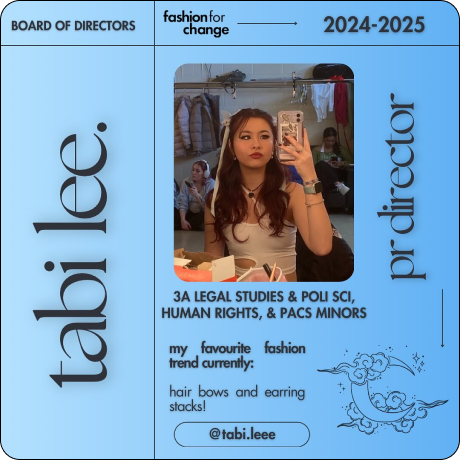 BOARD OF DIRECTORS
fashion for
change
2024-2025
tabi lee.
pr director
3A LEGAL STUDIES & POLI SCI,
HUMAN RIGHTS, & PACS MINORS
my favourite fashion
trend currently:
hair bows and earring
stacks!
@tabi.leee